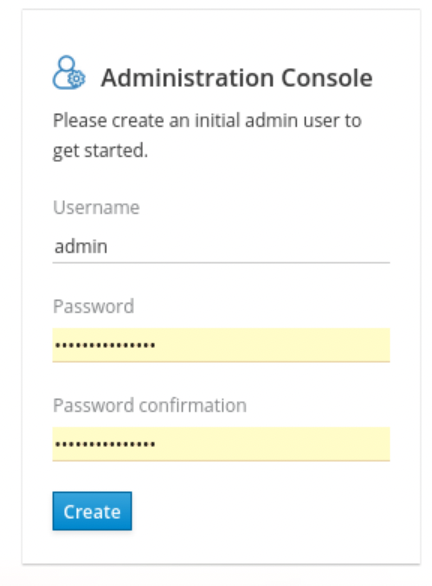 Administration Console
Please create an initial admin user to
get started.
Username
admin
Password
•••••••••••••••
Password confirmation
•••••••••••••••
Create